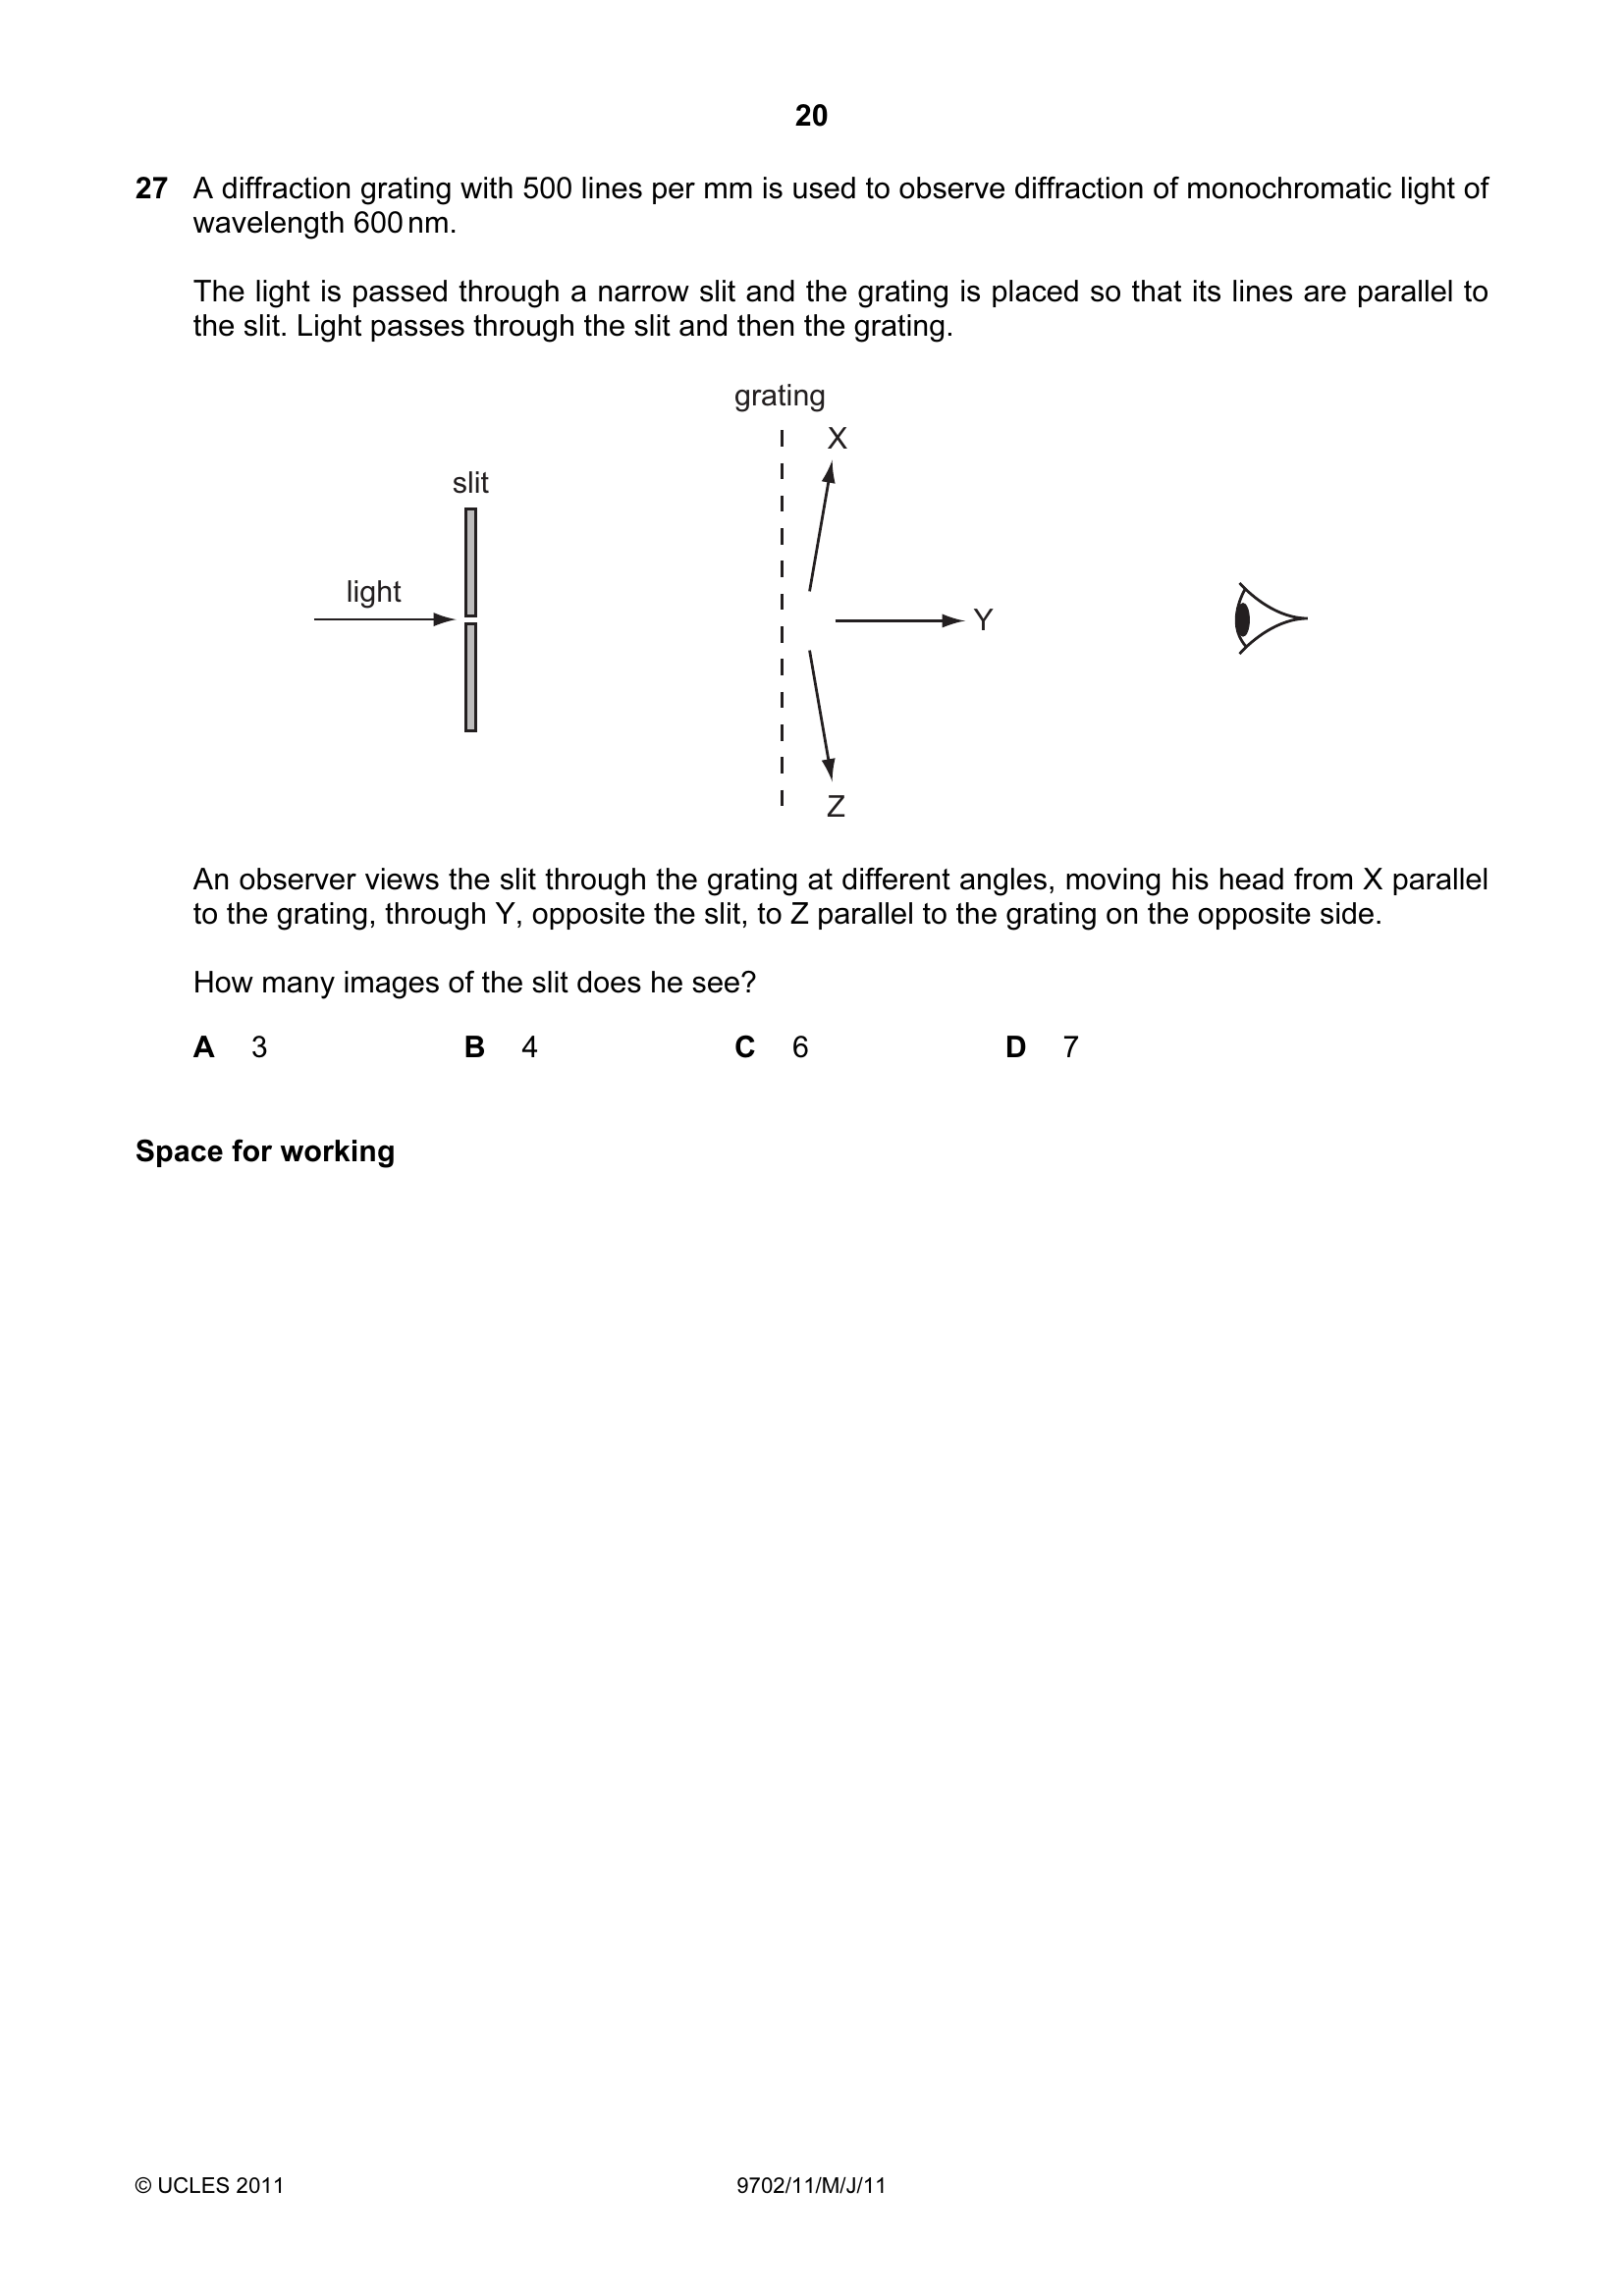 20
27 A diffraction grating with 500 lines per mm is used to observe diffraction of monochromatic light of
wavelength 600 nm.
The light is passed through a narrow slit and the grating is placed so that its lines are parallel to
the slit. Light passes through the slit and then the grating.
grating
X
slit
light
Y
Z
An observer views the slit through the grating at different angles, moving his head from X parallel
to the grating, through Y, opposite the slit, to Z parallel to the grating on the opposite side.
How many images of the slit does he see?
A 3 B 4 C 6 D 7
Space for working
© UCLES 2011 9702/11/M/J/11